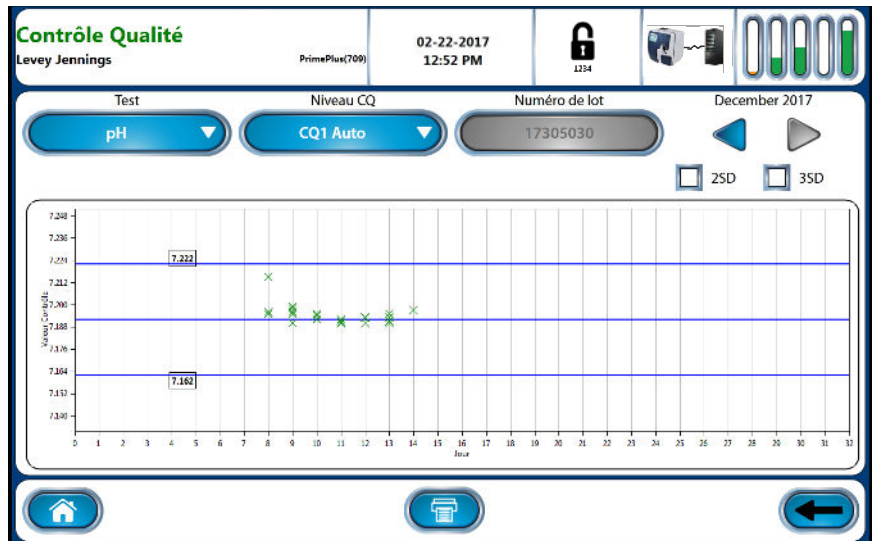 Contrôle Qualité
Levey Jennings
PrimePlus(709)
02-22-2017
12:52 PM
1234
Test
Niveau CQ
Numéro de lot
December 2017
pH
CQ1 Auto
17305030
2SD
3SD
Valeur Contrôle
7.248
7.236
7.224
7.212
7.200
7.188
7.176
7.164
7.152
7.140
7.222
7.162
0 1 2 3 4 5 6 7 8 9 10 11 12 13 14 15 16 17 18 19 20 21 22 23 24 25 26 27 28 29 30 31 32
Jour